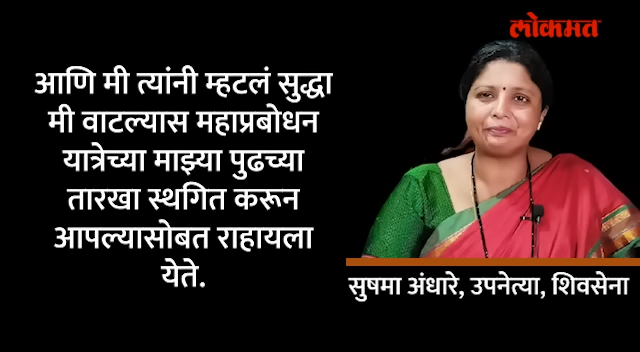 लोकमत
आणि मी त्यांनी म्हटलं सुद्धा
मी वाटल्यास महाप्रबोधन
यात्रेच्या माझ्या पुढच्या
तारखा स्थगित करून
आपल्यासोबत राहायला
येते.
सुषमा अंधारे, उपनेत्या, शिवसेना